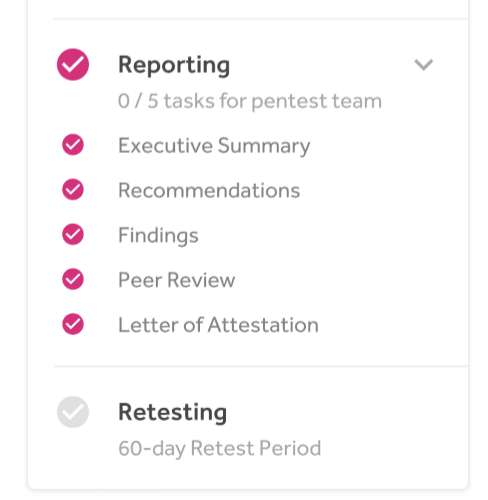 Reporting
0 / 5 tasks for pentest team
Executive Summary
Recommendations
Findings
Peer Review
Letter of Attestation
Retesting
60-day Retest Period